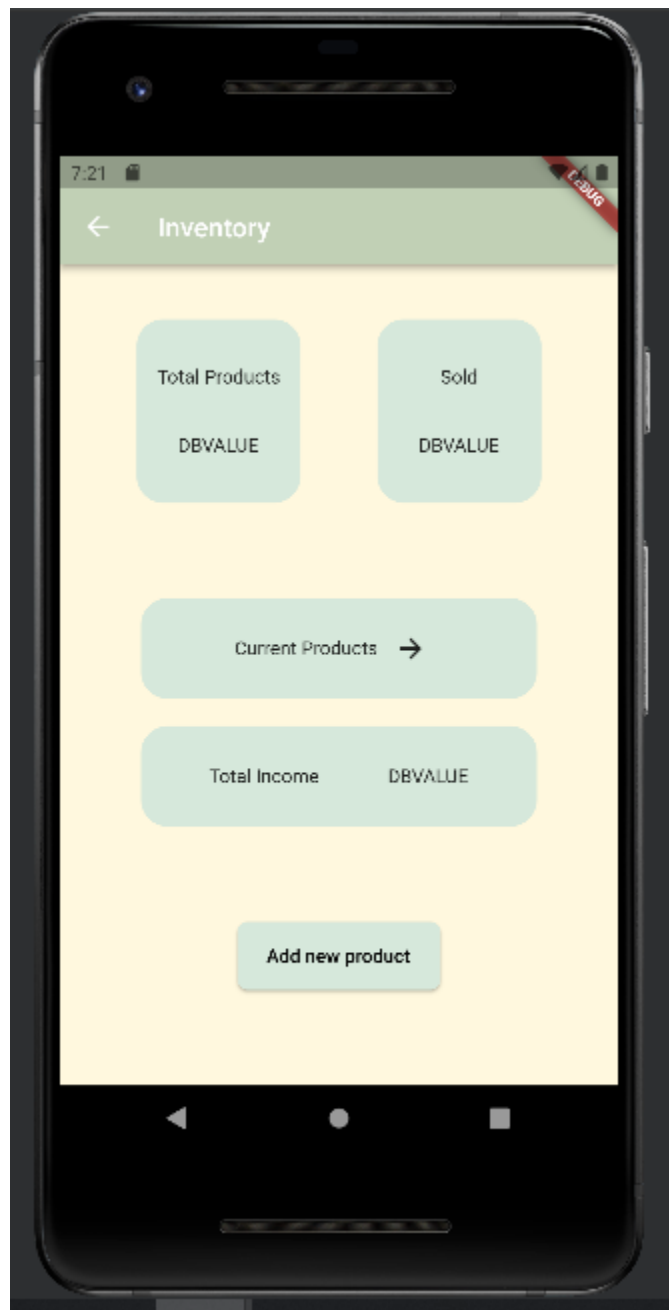 7:21
DEBUG
Inventory
Total Products
Sold
DBVALUE
DBVALUE
Current Products →
Total Income DBVALUE
Add new product